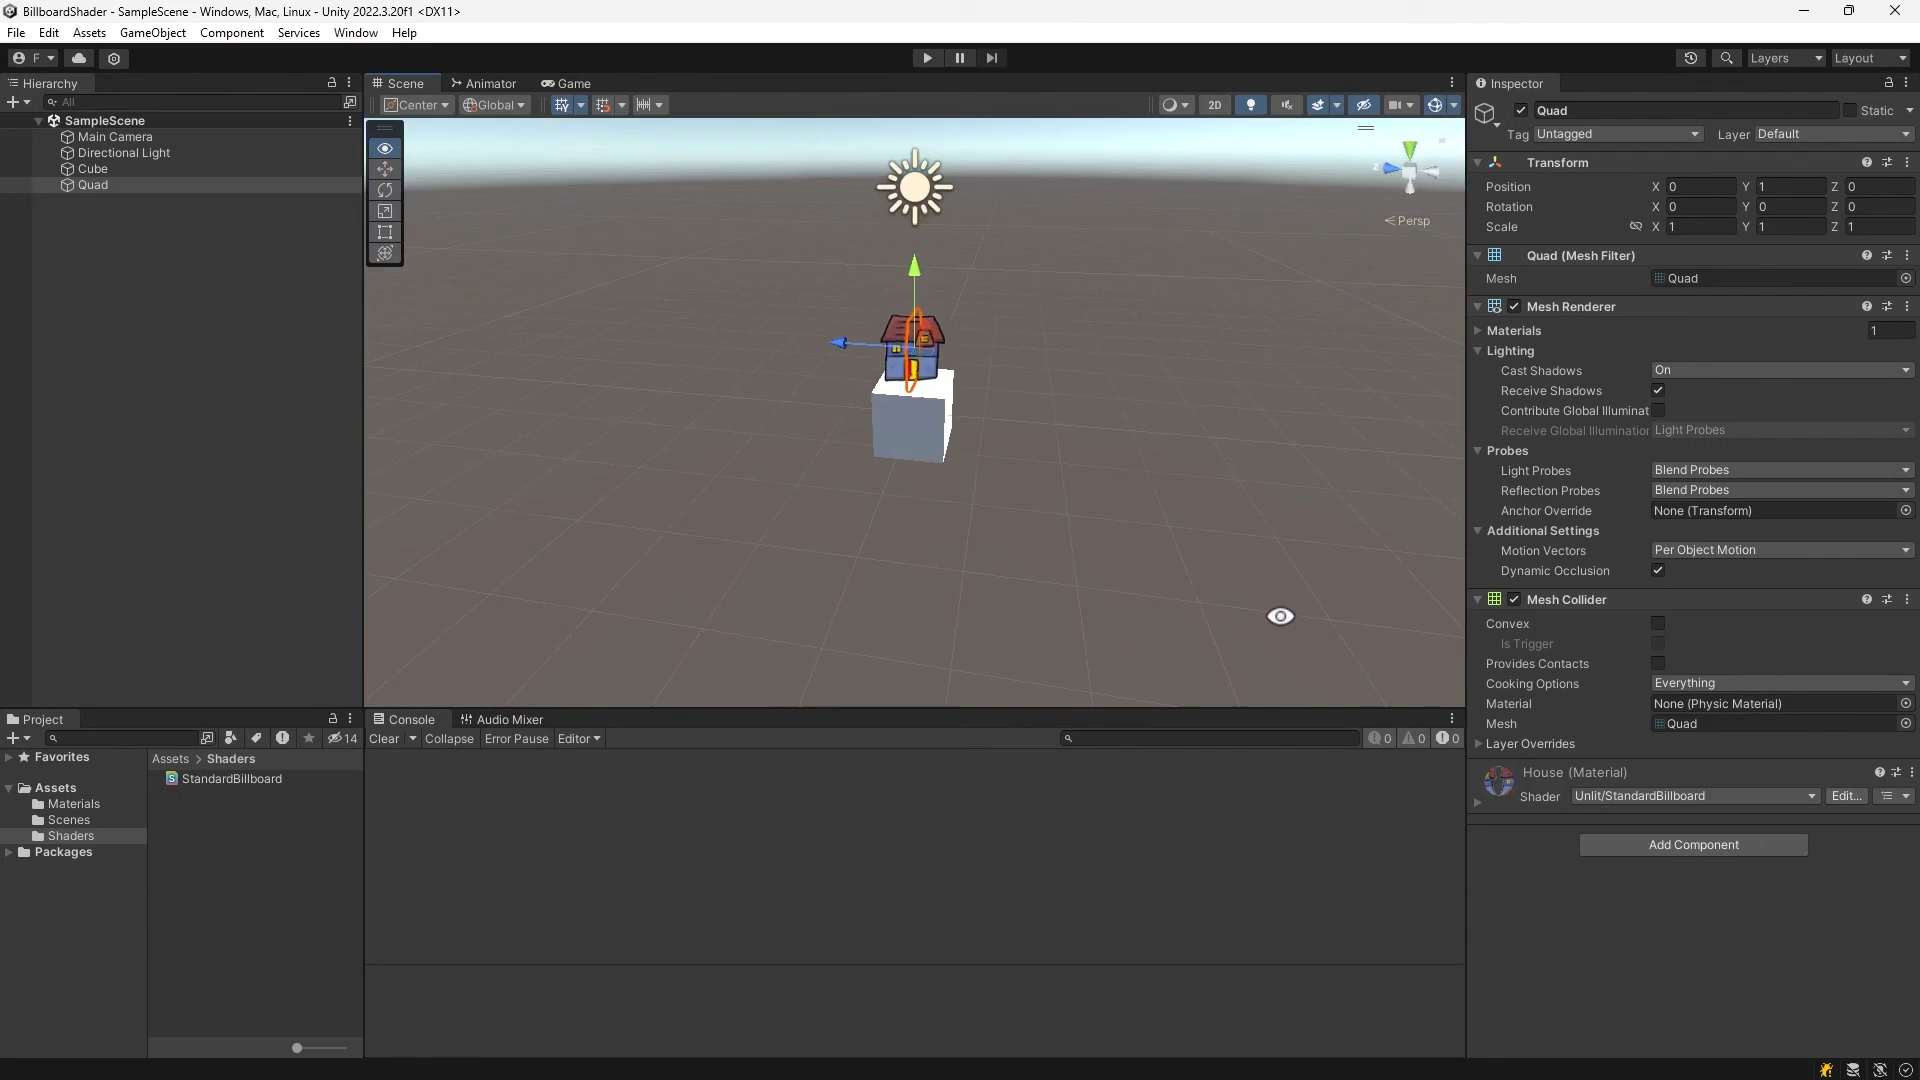 BillboardShader - SampleScene - Windows, Mac, Linux - Unity 2022.3.20f1 <DX11>
File Edit Assets GameObject Component Services Window Help
F
Layers Layout
Hierarchy
All
SampleScene
Main Camera
Directional Light
Cube
Quad
Scene Animator Game
Center Global 2D
Z
Persp
Inspector
Quad Static
Tag Untagged Layer Default
Transform
Position X 0 Y 1 Z 0
Rotation X 0 Y 0 Z 0
Scale X 1 Y 1 Z 1
Quad (Mesh Filter)
Mesh Quad
Mesh Renderer
Materials 1
Lighting
Cast Shadows On
Receive Shadows
Contribute Global Illuminat
Receive Global Illumination Light Probes
Probes
Light Probes Blend Probes
Reflection Probes Blend Probes
Anchor Override None (Transform)
Additional Settings
Motion Vectors Per Object Motion
Dynamic Occlusion
Mesh Collider
Convex
Is Trigger
Provides Contacts
Cooking Options Everything
Material None (Physic Material)
Mesh Quad
Layer Overrides
House (Material)
Shader Unlit/StandardBillboard Edit...
Add Component
Project
14
Favorites
Assets
Materials
Scenes
Shaders
Packages
Assets > Shaders
StandardBillboard
Console Audio Mixer
Clear Collapse Error Pause Editor 0 0 0